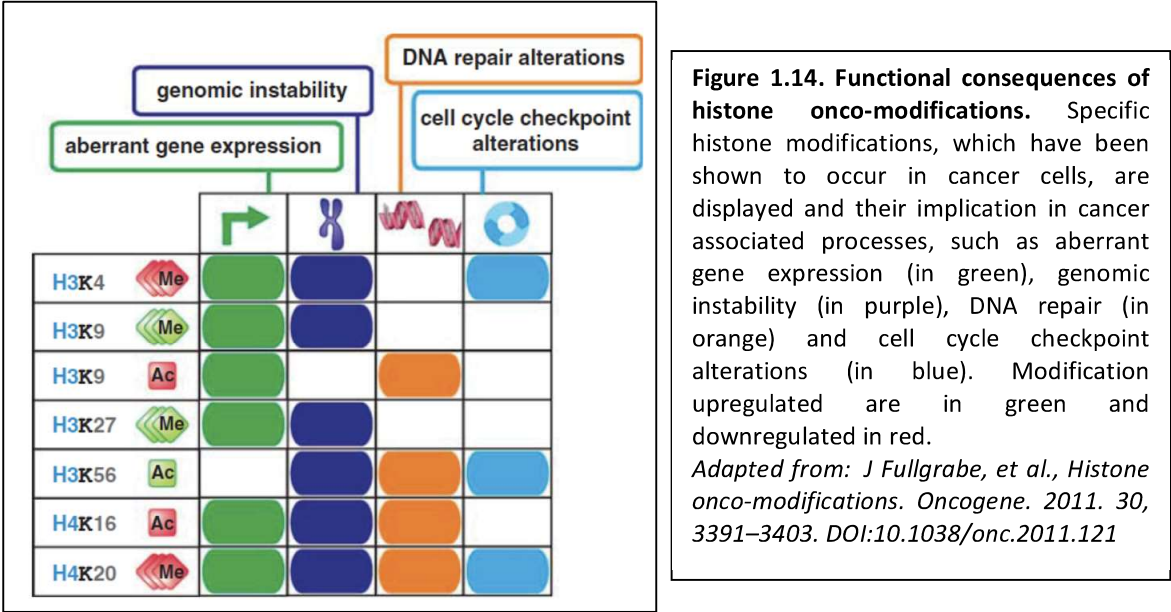 DNA repair alterations
genomic instability
cell cycle checkpoint
alterations
aberrant gene expression
H3K4 Me
H3K9 Me
H3K9 Ac
H3K27 Me
H3K56 Ac
H4K16 Ac
H4K20 Me
Figure 1.14. Functional consequences of
histone onco-modifications. Specific
histone modifications, which have been
shown to occur in cancer cells, are
displayed and their implication in cancer
associated processes, such as aberrant
gene expression (in green), genomic
instability (in purple), DNA repair (in
orange) and cell cycle checkpoint
alterations (in blue). Modification
upregulated are in green and
downregulated in red.
Adapted from: J Fullgrabe, et al., Histone
onco-modifications. Oncogene. 2011. 30,
3391–3403. DOI:10.1038/onc.2011.121